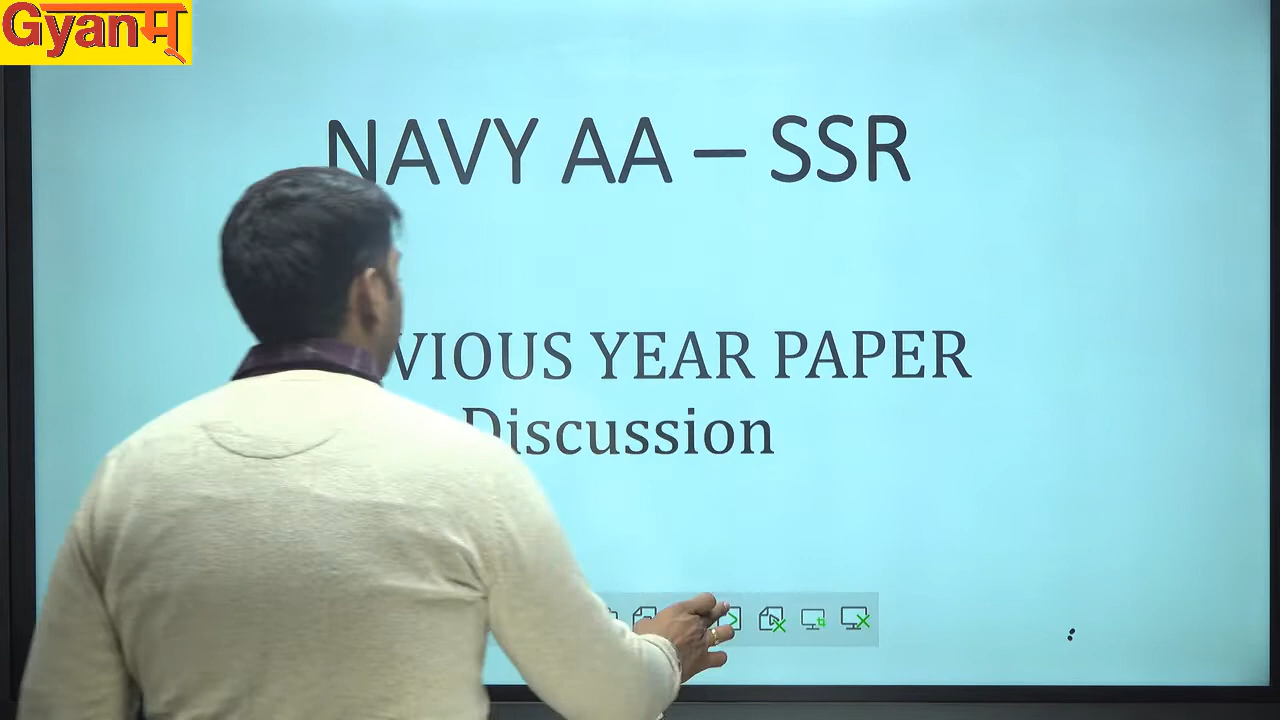 Gyanम्
NAVY AA – SSR
VIOUS YEAR PAPER
Discussion